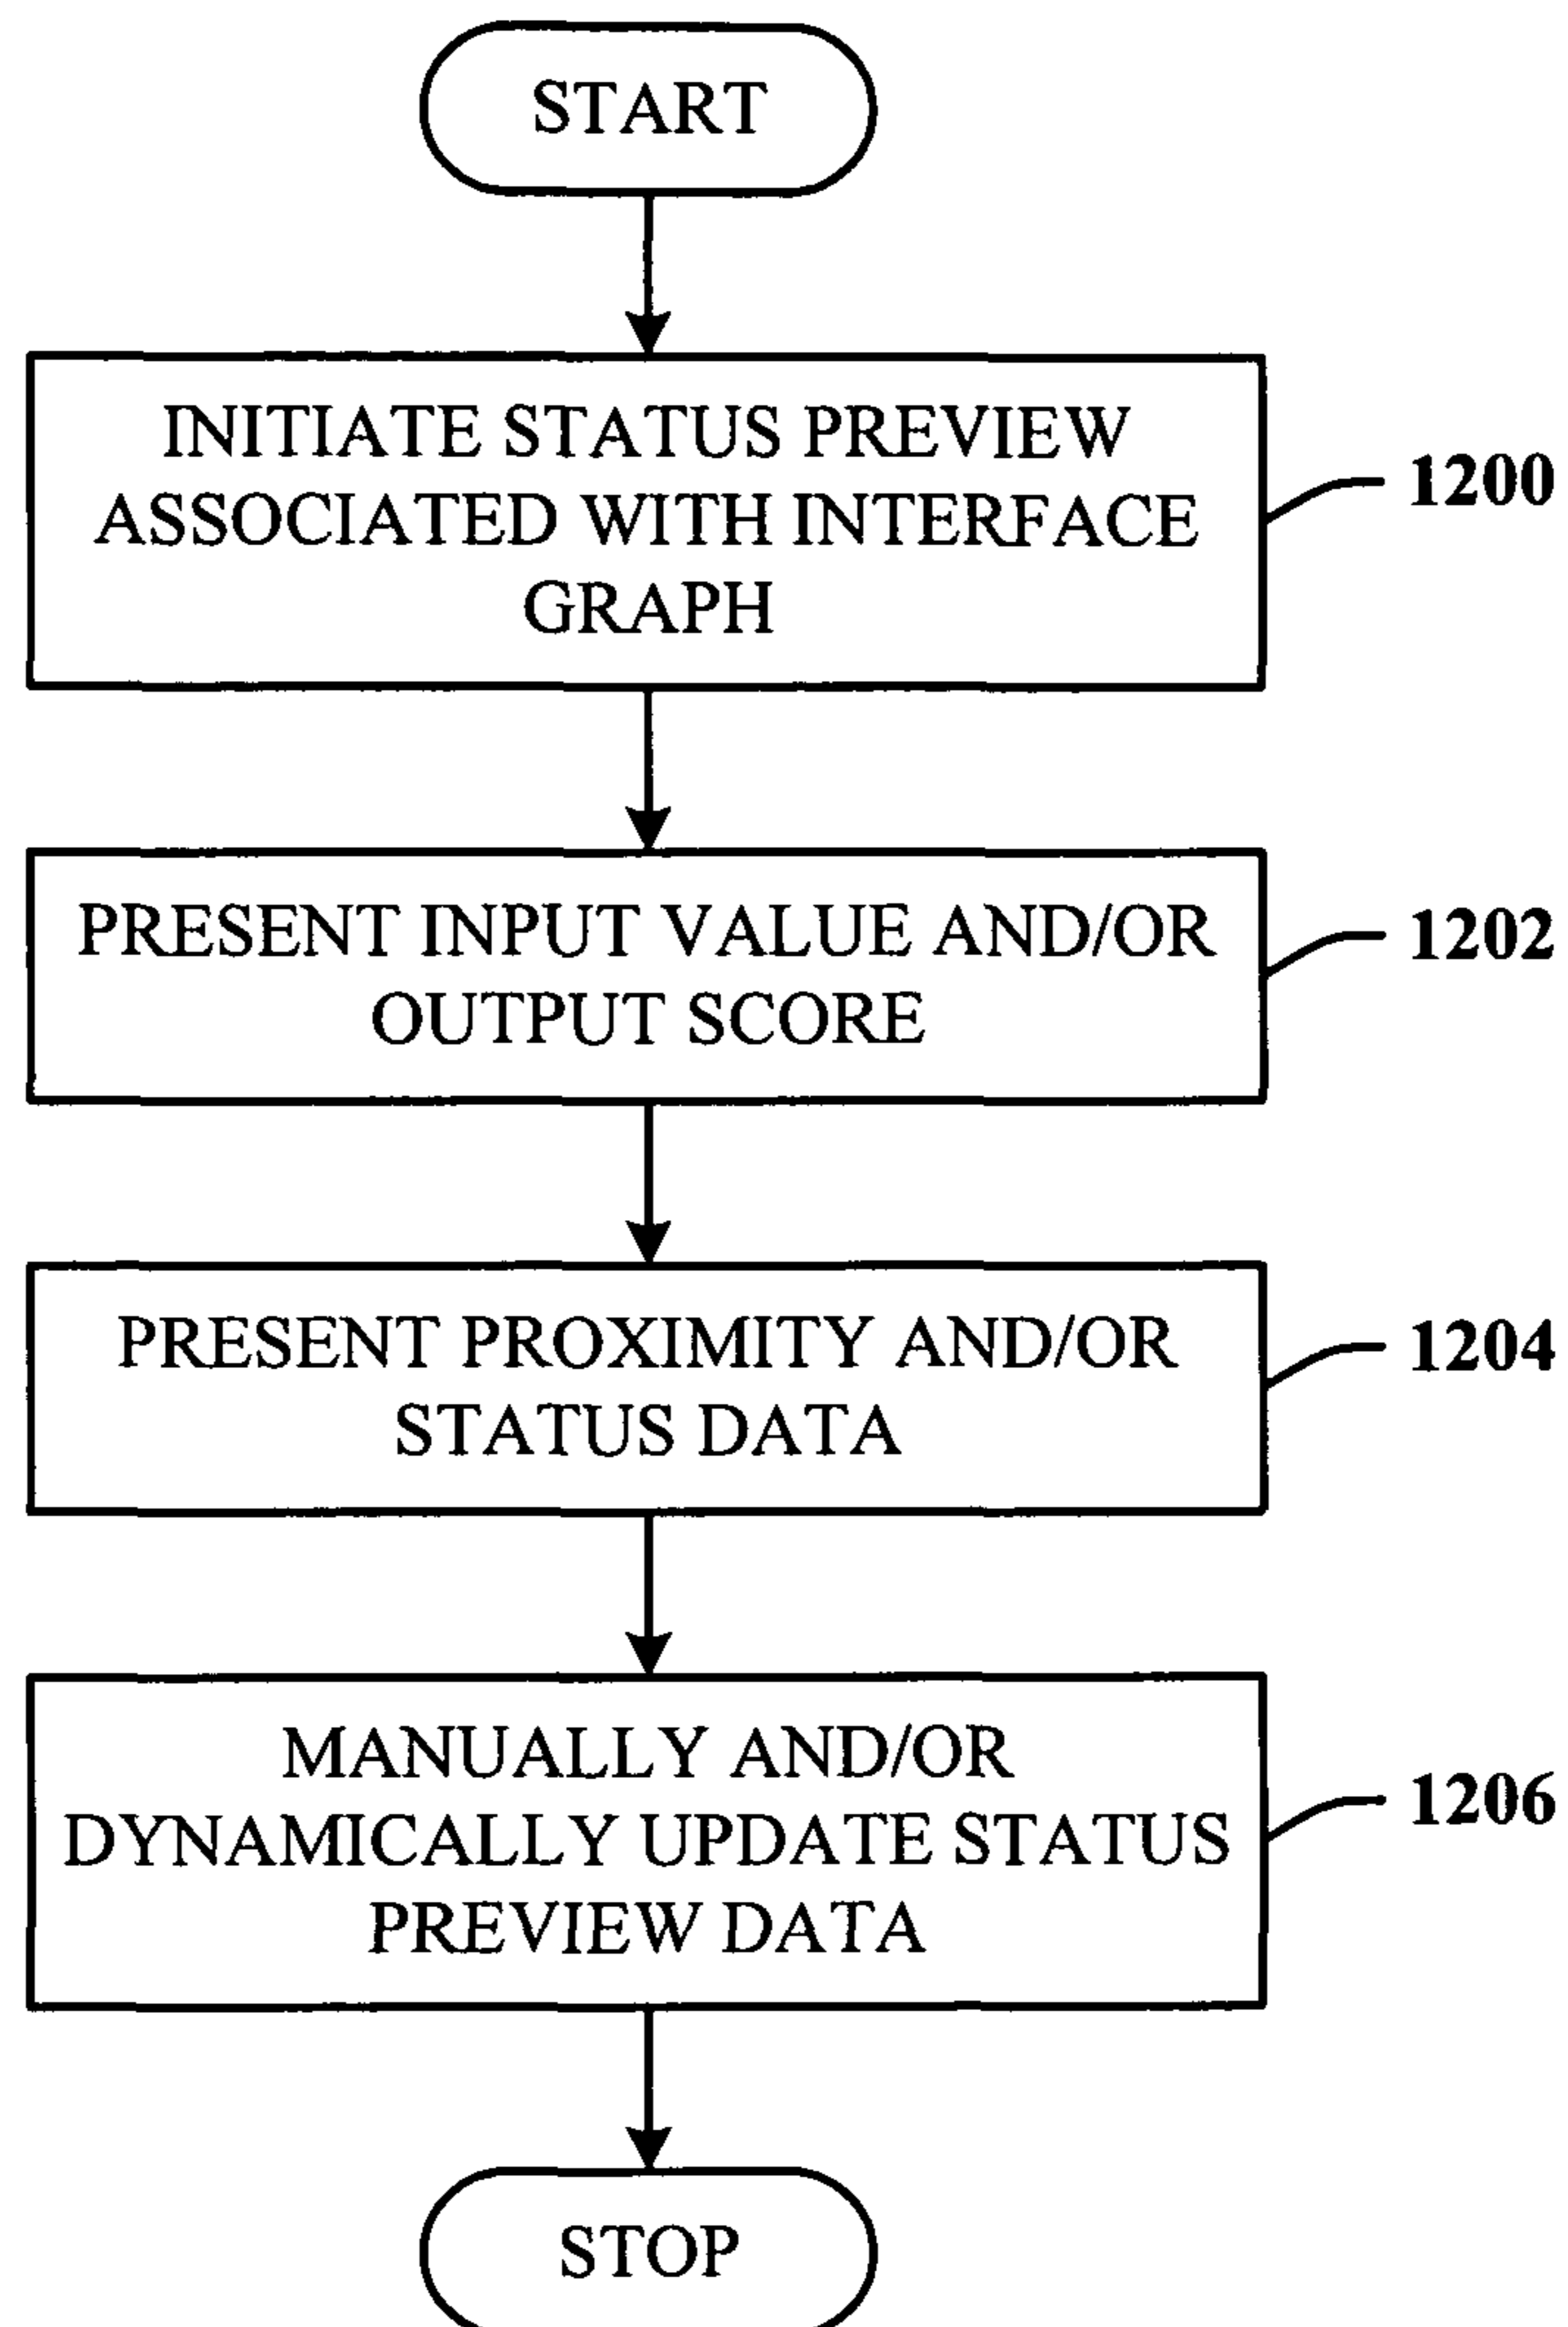 START
INITIATE STATUS PREVIEW
ASSOCIATED WITH INTERFACE
GRAPH
1200
PRESENT INPUT VALUE AND/OR
OUTPUT SCORE
1202
PRESENT PROXIMITY AND/OR
STATUS DATA
1204
MANUALLY AND/OR
DYNAMICALLY UPDATE STATUS
PREVIEW DATA
1206
STOP